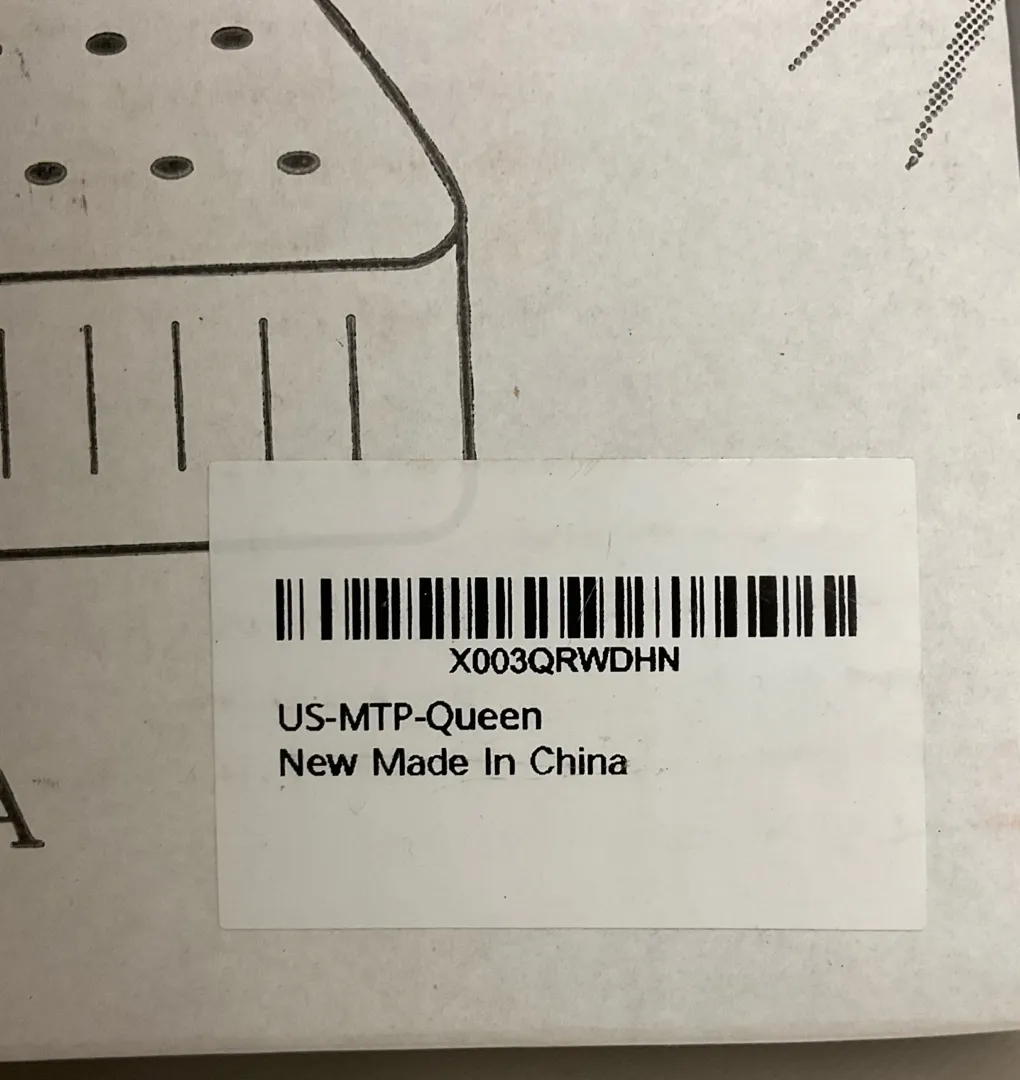 X003QRWDHN
US-MTP-Queen
New Made In China
A